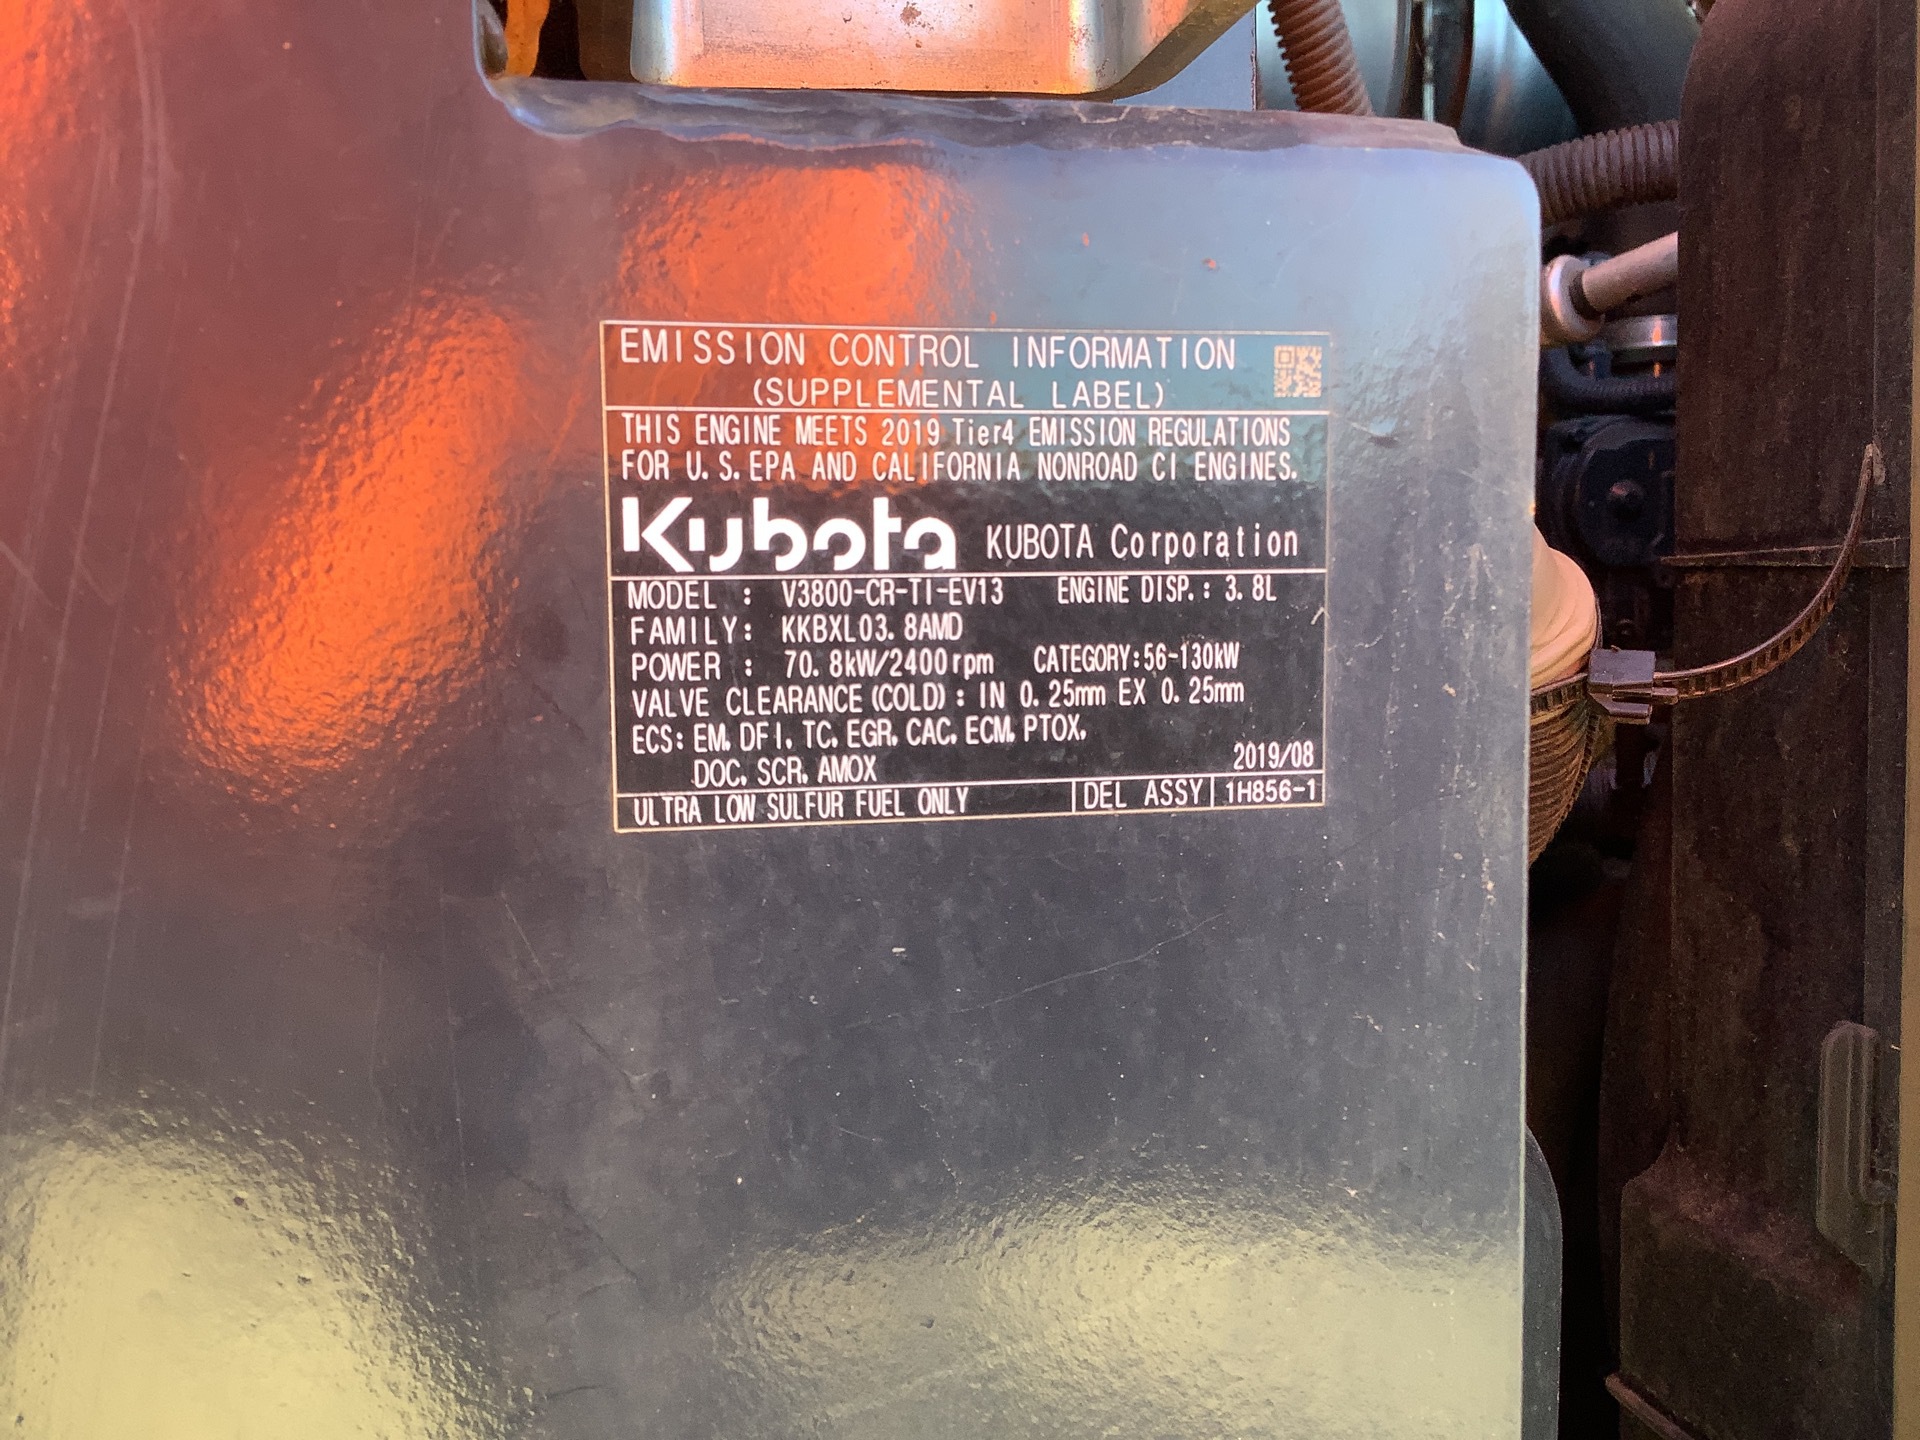 EMISSION CONTROL INFORMATION
(SUPPLEMENTAL LABEL)
THIS ENGINE MEETS 2019 Tier4 EMISSION REGULATIONS
FOR U.S.EPA AND CALIFORNIA NONROAD CI ENGINES.
Kubota KUBOTA Corporation
MODEL : V3800-CR-TI-EV13 ENGINE DISP.: 3.8L
FAMILY: KKBXL03.8AMD
POWER : 70.8kW/2400rpm CATEGORY:56-130kW
VALVE CLEARANCE(COLD): IN 0.25mm EX 0.25mm
ECS: EM, DFI, TC, EGR, CAC, ECM, PTOX,
DOC, SCR, AMOX 2019/08
ULTRA LOW SULFUR FUEL ONLY |DEL ASSY| 1H856-1